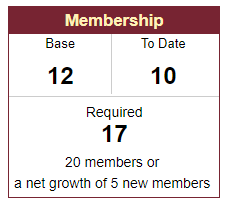 Membership
Base To Date
12 10
Required
17
20 members or
a net growth of 5 new members